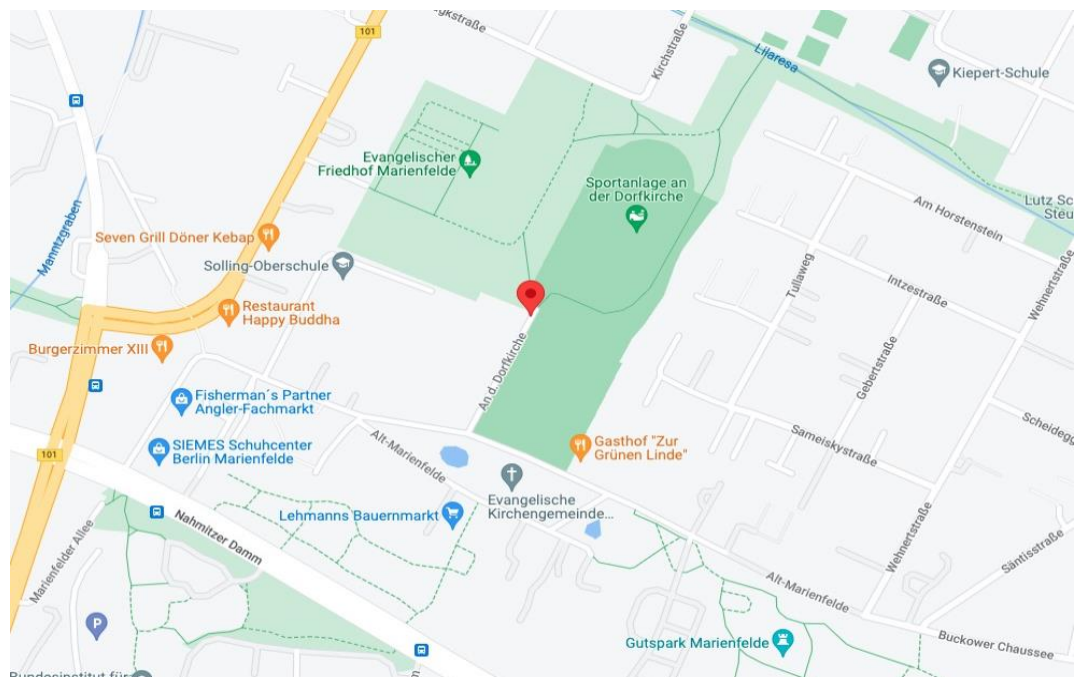 101
Kirchstraße
Lilaresa
Kiepert-Schule
Evangelischer
Friedhof Marienfelde
Sportanlage an
der Dorfkirche
Manntzgraben
Seven Grill Döner Kebap
Solling-Oberschule
Am Horstenstein
Lutz Sc
Steu
Wehnertstraße
Tullaweg
Intzestraße
Restaurant
Happy Buddha
Burgerzimmer XIII
An d. Dorfkirche
Gebertstraße
Fisherman´s Partner
Angler-Fachmarkt
Scheidegg
SIEMES Schuhcenter
Berlin Marienfelde
101
Alt-Marienfelde
Gasthof "Zur
Grünen Linde"
Sameiskystraße
Evangelische
Kirchengemeinde...
Lehmanns Bauernmarkt
Nahmitzer Damm
Marienfelder Allee
Wehnertstraße
Säntisstraße
Alt-Marienfelde
P
Gutspark Marienfelde
Buckower Chaussee